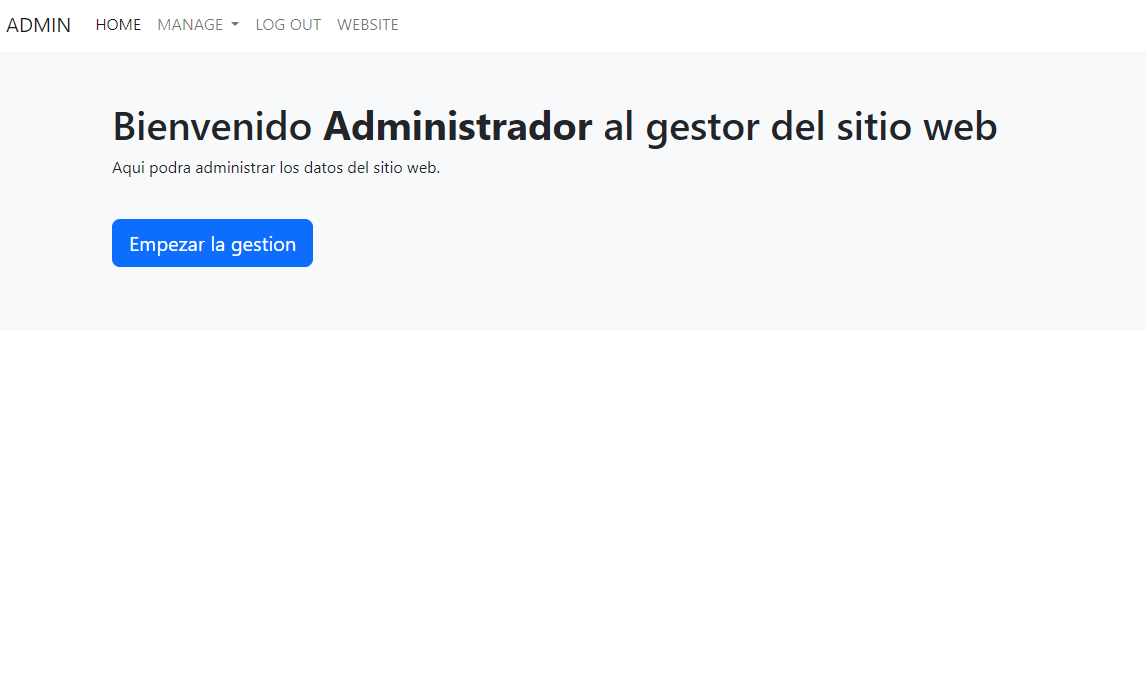 ADMIN HOME MANAGE LOG OUT WEBSITE
Bienvenido Administrador al gestor del sitio web
Aqui podra administrar los datos del sitio web.
Empezar la gestion